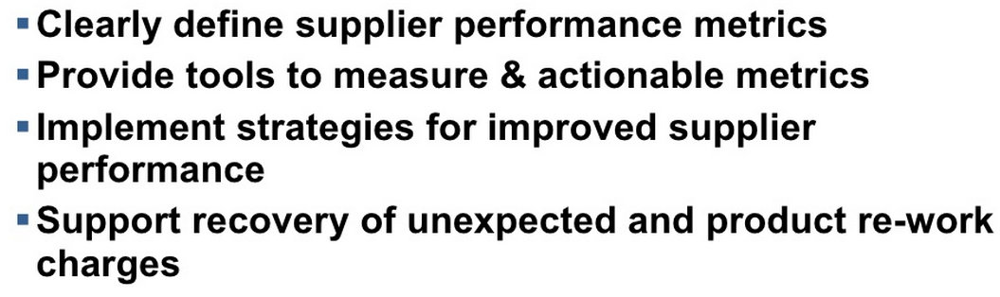 ▪Clearly define supplier performance metrics
▪Provide tools to measure & actionable metrics
▪Implement strategies for improved supplier
performance
▪Support recovery of unexpected and product re-work
charges